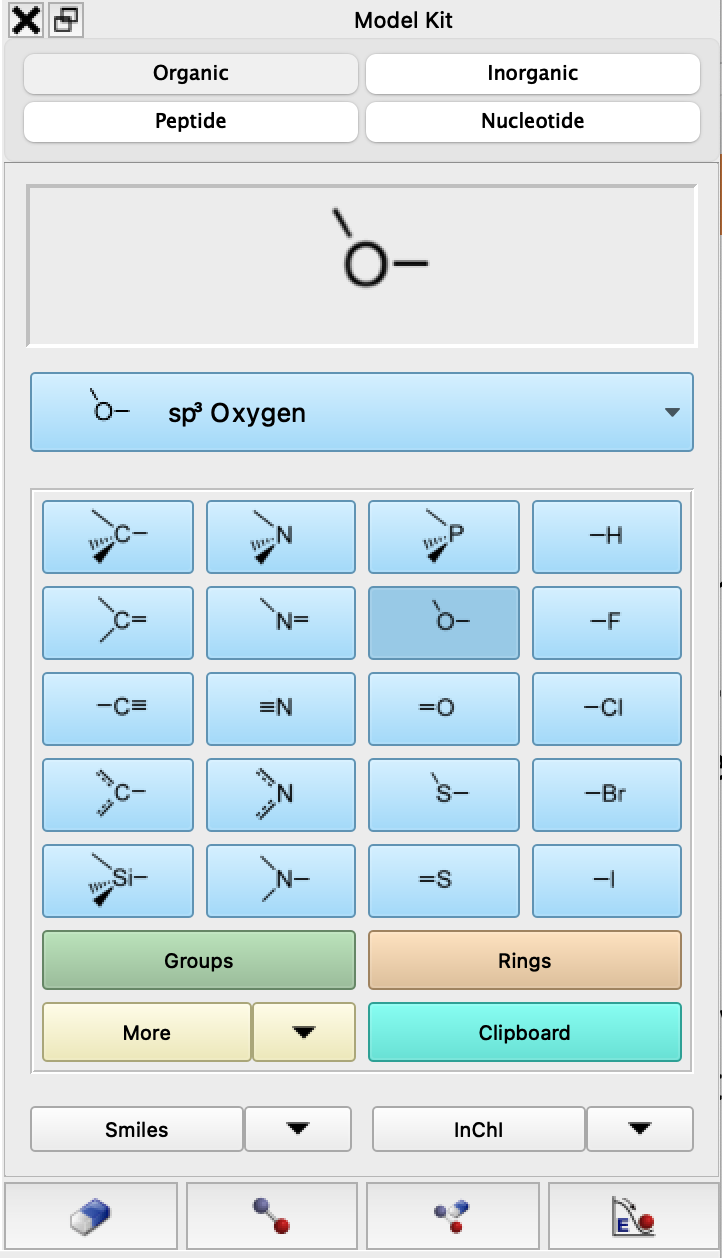 Model Kit
Organic Inorganic
Peptide Nucleotide
O–
O– sp³ Oxygen
C– N P –H
C= N= O– –F
–C≡ ≡N =O –Cl
C– N S– –Br
Si– N– =S –I
Groups Rings
More Clipboard
Smiles InChI
E